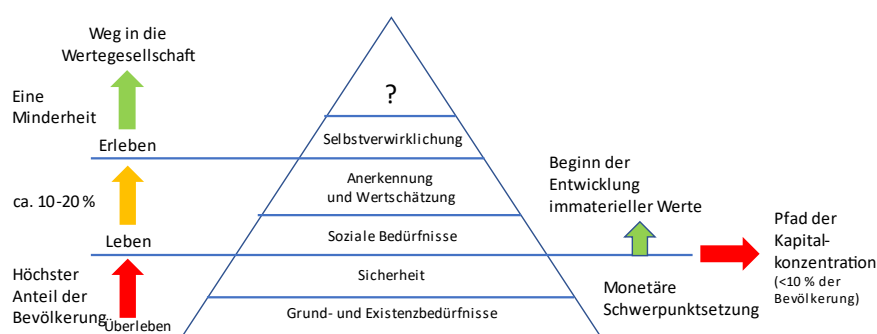 Weg in die
Wertegesellschaft
Eine
Minderheit
Erleben
ca. 10-20 %
Leben
Höchster
Anteil der
Bevölkerung
Überleben
?
Selbstverwirklichung
Anerkennung
und Wertschätzung
Soziale Bedürfnisse
Sicherheit
Grund- und Existenzbedürfnisse
Beginn der
Entwicklung
immaterieller Werte
Monetäre
Schwerpunktsetzung
Pfad der
Kapital-
konzentration
(<10 % der
Bevölkerung)